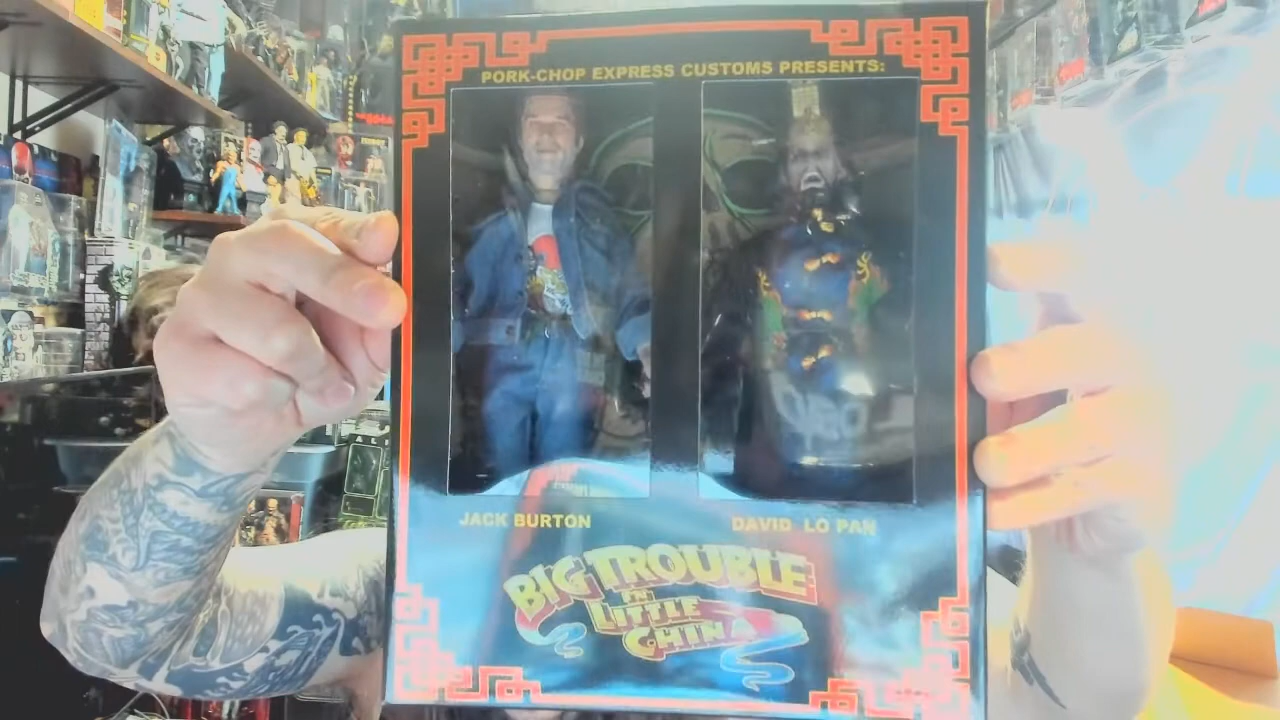 PORK-CHOP EXPRESS CUSTOMS PRESENTS:
JACK BURTON
DAVID LO PAN
BIG TROUBLE
IN
LITTLE
CHINA